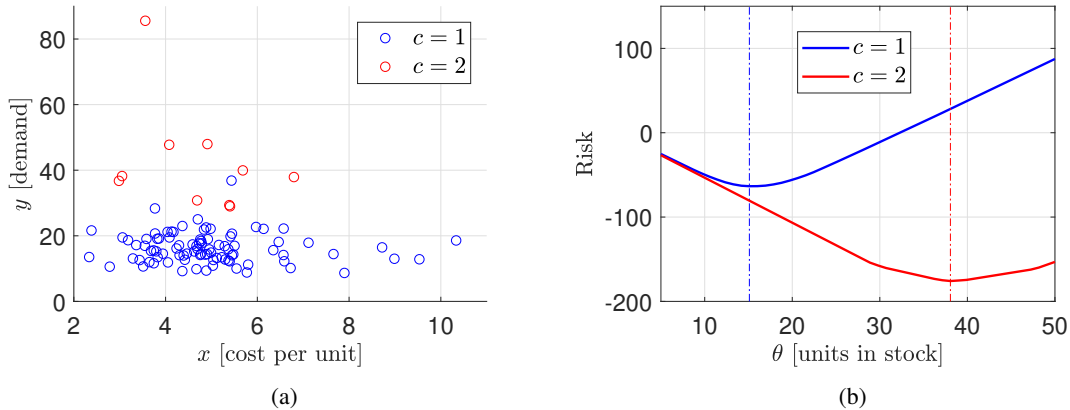 80
60
40
20
0
y [demand]
c = 1
c = 2
2
4
6
8
10
x [cost per unit]
(a)
100
0
-100
-200
Risk
c = 1
c = 2
10
20
30
40
50
θ [units in stock]
(b)